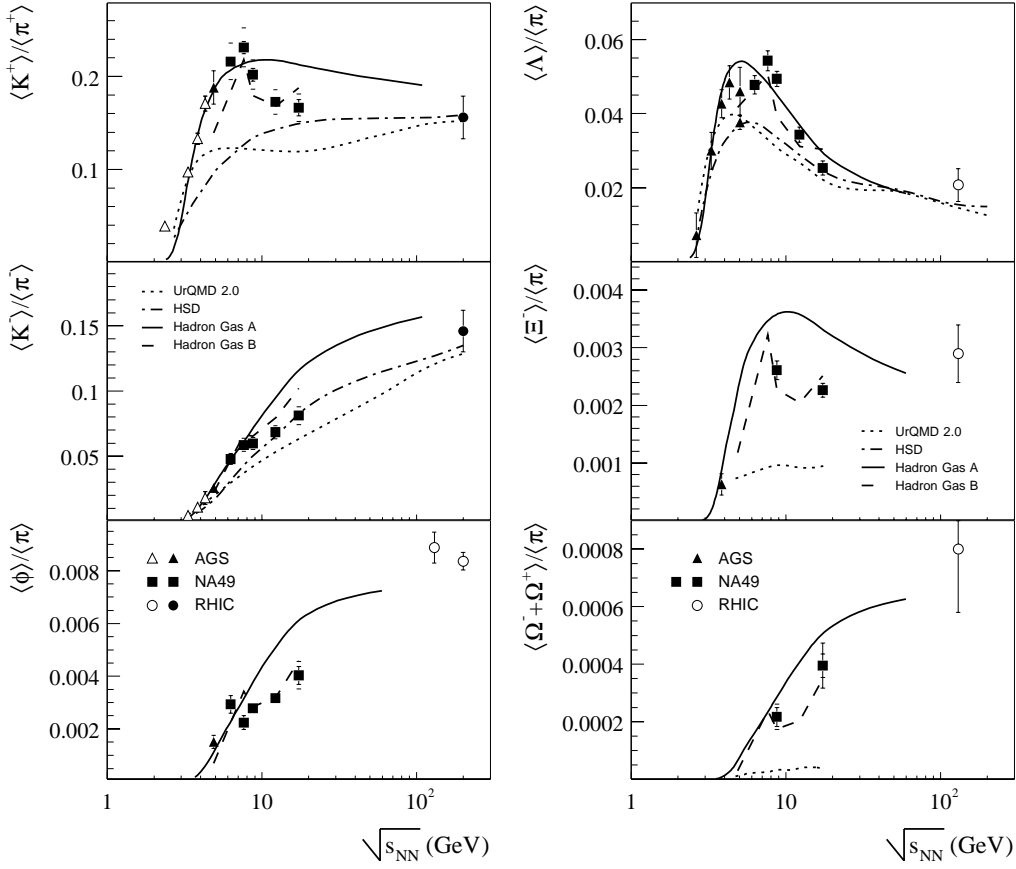 ⟨K⁺⟩/⟨π⁺⟩
0.2
0.1
⟨Λ⟩/⟨π⟩
0.06
0.04
0.02
⟨K⁻⟩/⟨π⁻⟩
0.15
0.1
0.05
UrQMD 2.0
HSD
Hadron Gas A
Hadron Gas B
⟨Ξ⁻⟩/⟨π⟩
0.004
0.003
0.002
0.001
UrQMD 2.0
HSD
Hadron Gas A
Hadron Gas B
⟨ϕ⟩/⟨π⟩
0.008
0.006
0.004
0.002
AGS
NA49
RHIC
1 10 10²
√s_NN (GeV)
⟨Ω⁻+Ω⁺⟩/⟨π⟩
0.0008
0.0006
0.0004
0.0002
AGS
NA49
RHIC
1 10 10²
√s_NN (GeV)